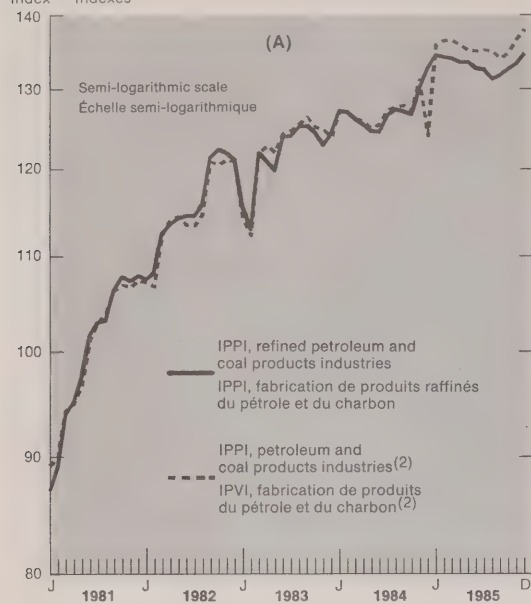 Index — Indexes
140
(A)
130
Semi-logarithmic scale
Échelle semi-logarithmique
120
110
100
IPPI, refined petroleum and
coal products industries
IPPI, fabrication de produits raffinés
du pétrole et du charbon
IPPI, petroleum and
coal products industries(2)
90
IPVI, fabrication de produits
du pétrole et du charbon(2)
80
J J J J J D
1981 1982 1983 1984 1985